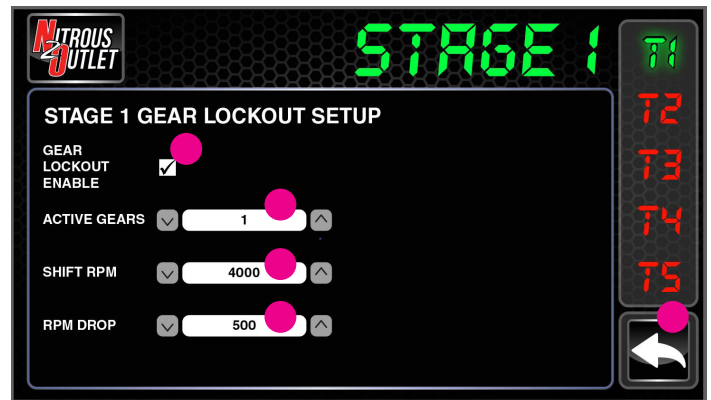 NITROUS
2 OUTLET
STAGE 1
STAGE 1 GEAR LOCKOUT SETUP
GEAR
LOCKOUT
ENABLE
ACTIVE GEARS 1
SHIFT RPM 4000
RPM DROP 500
T1
T2
T3
T4
T5